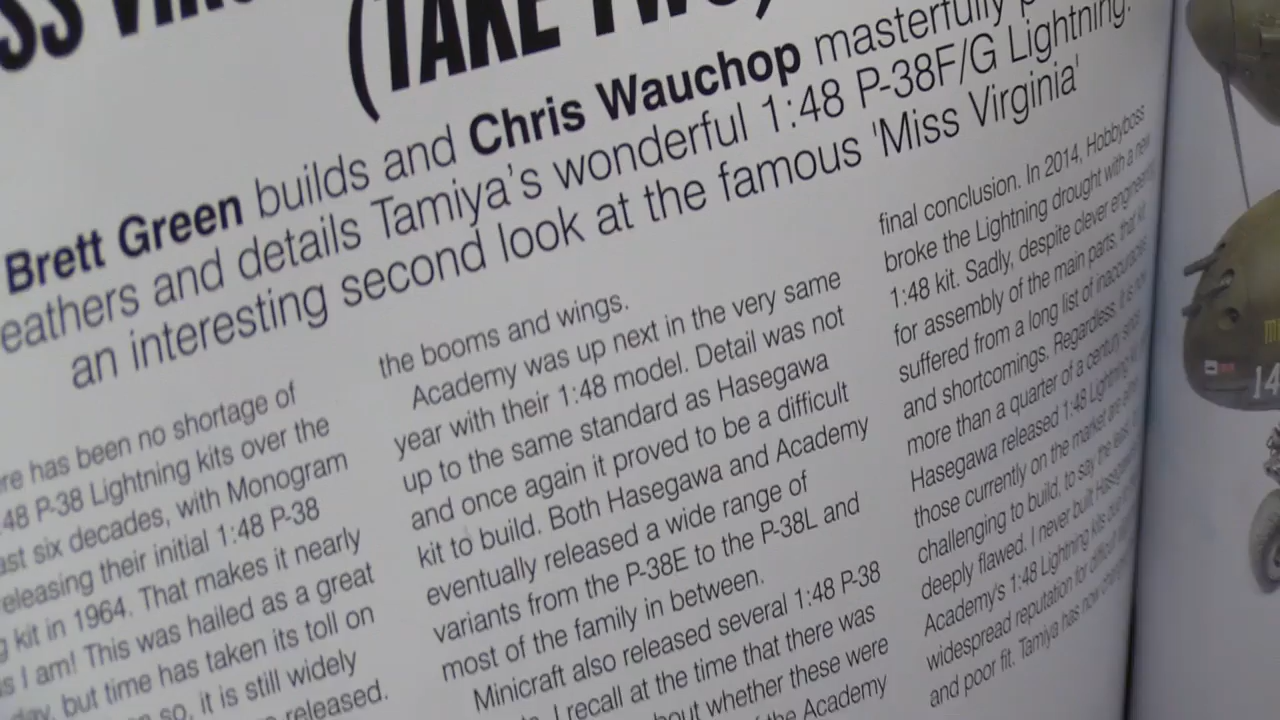 (TAKE TWO)
Brett Green builds and Chris Wauchop masterfully
eathers and details Tamiya's wonderful 1:48 P-38F/G Lightning.
an interesting second look at the famous 'Miss Virginia'
re has been no shortage of
:48 P-38 Lightning kits over the
ast six decades, with Monogram
eleasing their initial 1:48 P-38
g kit in 1964. That makes it nearly
s I am! This was hailed as a great
day, but time has taken its toll on
so, it is still widely
released.
the booms and wings.
Academy was up next in the very same
year with their 1:48 model. Detail was not
up to the same standard as Hasegawa
and once again it proved to be a difficult
kit to build. Both Hasegawa and Academy
eventually released a wide range of
variants from the P-38E to the P-38L and
most of the family in between.
Minicraft also released several 1:48 P-38
I recall at the time that there was
bout whether these were
the Academy
final conclusion. In 2014, Hobbyboss
broke the Lightning drought with a new
1:48 kit. Sadly, despite clever engineering
for assembly of the main parts, that kit
suffered from a long list of inaccuracies
and shortcomings. Regardless, it is now
more than a quarter of a century since
Hasegawa released 1:48 Lightning
those currently on the market are
challenging to build, to say the least
deeply flawed. I never built Hasegawa
Academy's 1:48 Lightning kits
widespread reputation for difficult
and poor fit. Tamiya has now
14